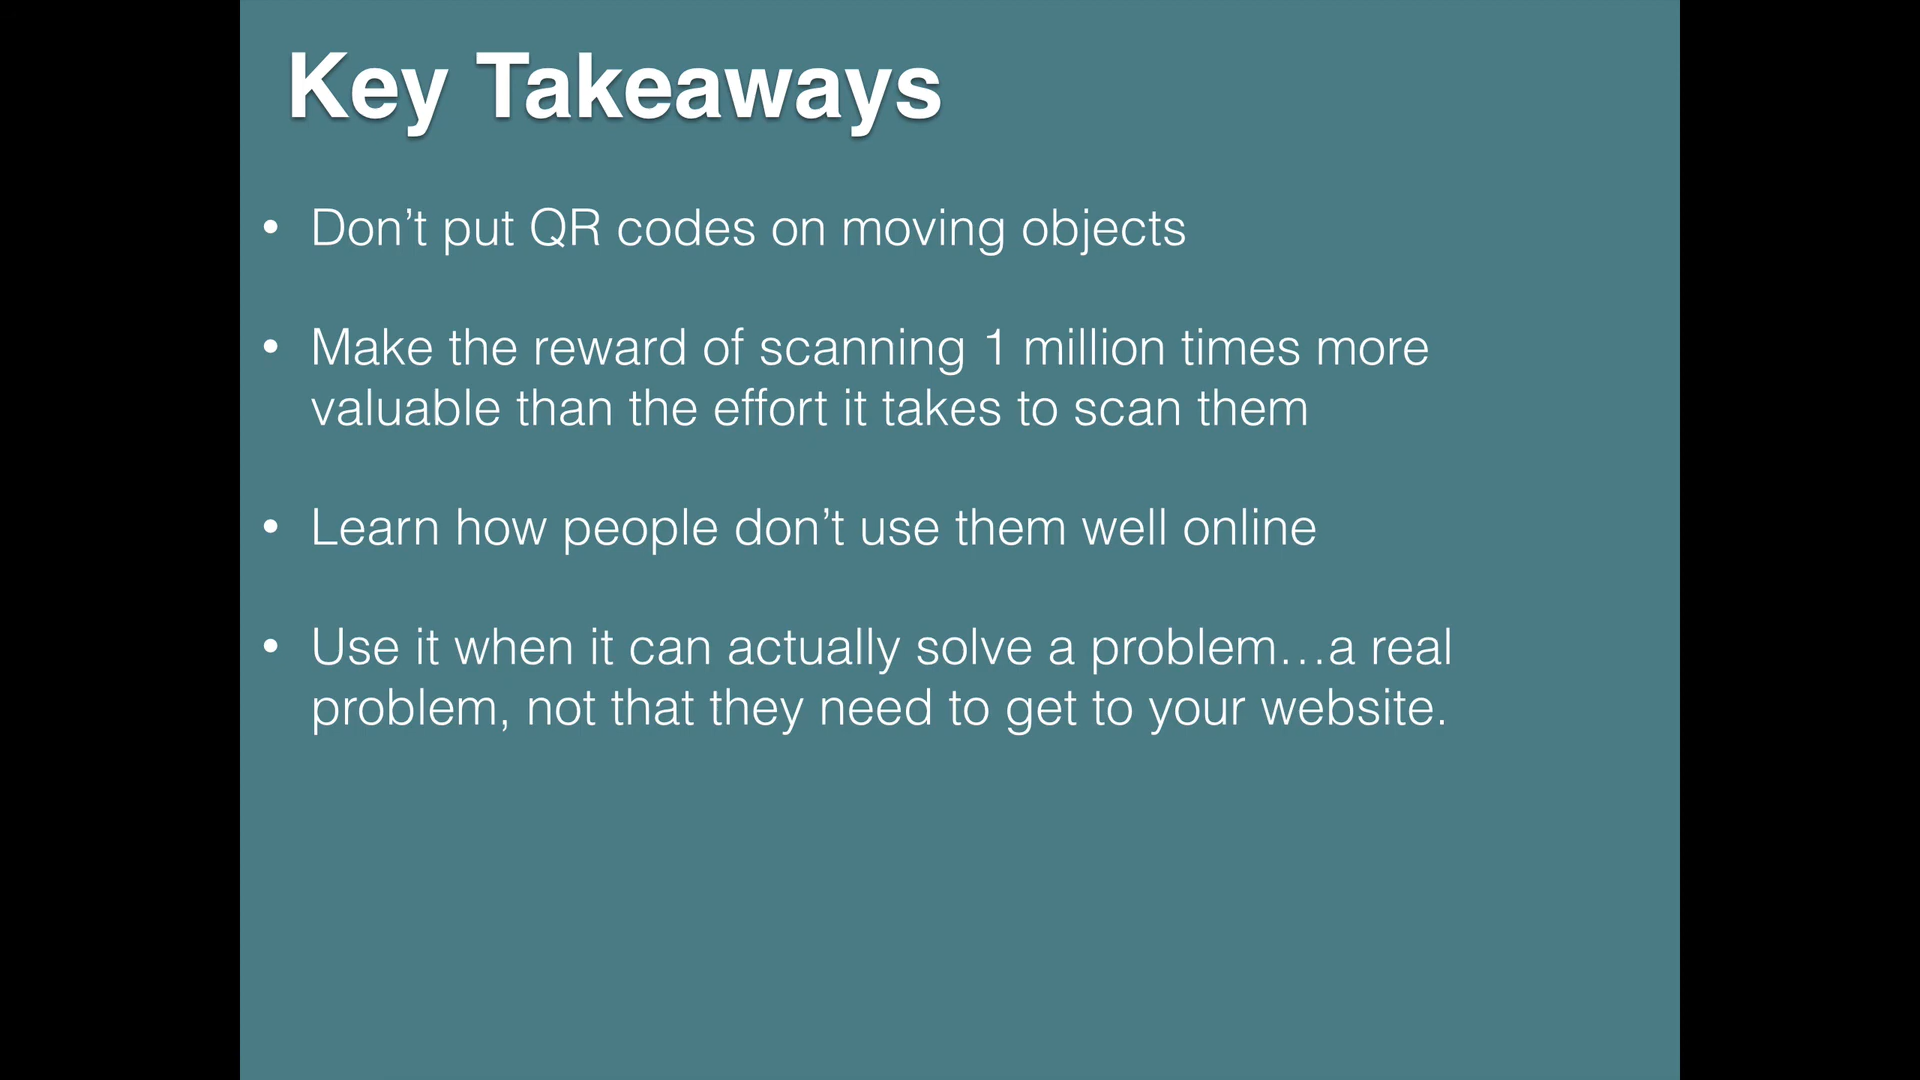 Key Takeaways
• Don’t put QR codes on moving objects
• Make the reward of scanning 1 million times more
valuable than the effort it takes to scan them
• Learn how people don’t use them well online
• Use it when it can actually solve a problem…a real
problem, not that they need to get to your website.